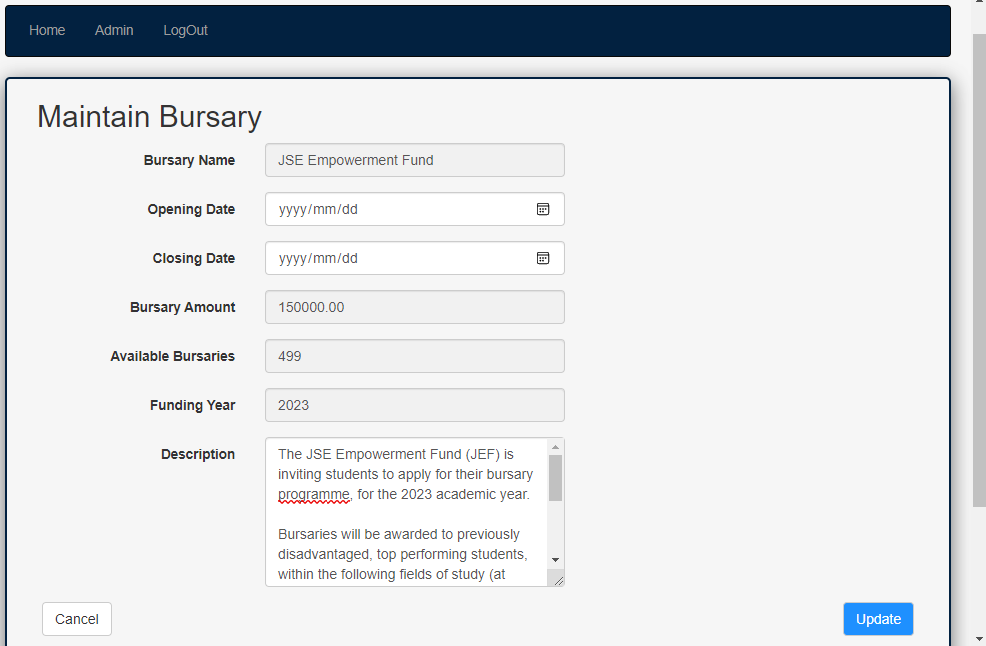 Home Admin LogOut
Maintain Bursary
Bursary Name JSE Empowerment Fund
Opening Date yyyy/mm/dd
Closing Date yyyy/mm/dd
Bursary Amount 150000.00
Available Bursaries 499
Funding Year 2023
Description The JSE Empowerment Fund (JEF) is
inviting students to apply for their bursary
programme, for the 2023 academic year.
Bursaries will be awarded to previously
disadvantaged, top performing students,
within the following fields of study (at
Cancel Update